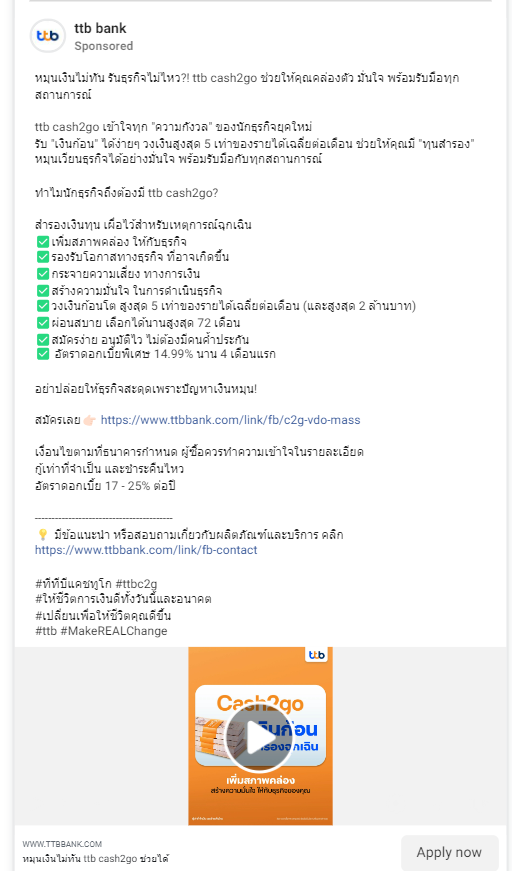 ttb
ttb bank
Sponsored
หมุนเงินไม่ทัน รันธุรกิจไม่ไหว?! ttb cash2go ช่วยให้คุณคล่องตัว มั่นใจ พร้อมรับมือทุก
สถานการณ์
ttb cash2go เข้าใจทุก "ความกังวล" ของนักธุรกิจยุคใหม่
รับ "เงินก้อน" ได้ง่ายๆ วงเงินสูงสุด 5 เท่าของรายได้เฉลี่ยต่อเดือน ช่วยให้คุณมี "ทุนสำรอง"
หมุนเวียนธุรกิจได้อย่างมั่นใจ พร้อมรับมือกับทุกสถานการณ์
ทำไมนักธุรกิจถึงต้องมี ttb cash2go?
สำรองเงินทุน เผื่อไว้สำหรับเหตุการณ์ฉุกเฉิน
✅เพิ่มสภาพคล่อง ให้กับธุรกิจ
✅รองรับโอกาสทางธุรกิจ ที่อาจเกิดขึ้น
✅กระจายความเสี่ยง ทางการเงิน
✅สร้างความมั่นใจ ในการดำเนินธุรกิจ
✅วงเงินก้อนโต สูงสุด 5 เท่าของรายได้เฉลี่ยต่อเดือน (และสูงสุด 2 ล้านบาท)
✅ผ่อนสบาย เลือกได้นานสูงสุด 72 เดือน
✅สมัครง่าย อนุมัติไว ไม่ต้องมีคนค้ำประกัน
✅ อัตราดอกเบี้ยพิเศษ 14.99% นาน 4 เดือนแรก
อย่าปล่อยให้ธุรกิจสะดุดเพราะปัญหาเงินหมุน!
สมัครเลย 👉🏻 https://www.ttbbank.com/link/fb/c2g-vdo-mass
เงื่อนไขตามที่ธนาคารกำหนด ผู้ซื้อควรทำความเข้าใจในรายละเอียด
กู้เท่าที่จำเป็น และชำระคืนไหว
อัตราดอกเบี้ย 17 - 25% ต่อปี
-----------------------------------------
💡 มีข้อแนะนำ หรือสอบถามเกี่ยวกับผลิตภัณฑ์และบริการ คลิก
https://www.ttbbank.com/link/fb-contact
#ทีทีบีแคชทูโก #ttbc2g
#ให้ชีวิตการเงินดีทั้งวันนี้และอนาคต
#เปลี่ยนเพื่อให้ชีวิตคุณดีขึ้น
#ttb #MakeREALChange
ttb
Cash2go
เพิ่มสภาพคล่อง
สร้างความมั่นใจ ให้กับธุรกิจของคุณ
WWW.TTBBANK.COM
หมุนเงินไม่ทัน ttb cash2go ช่วยได้
Apply now